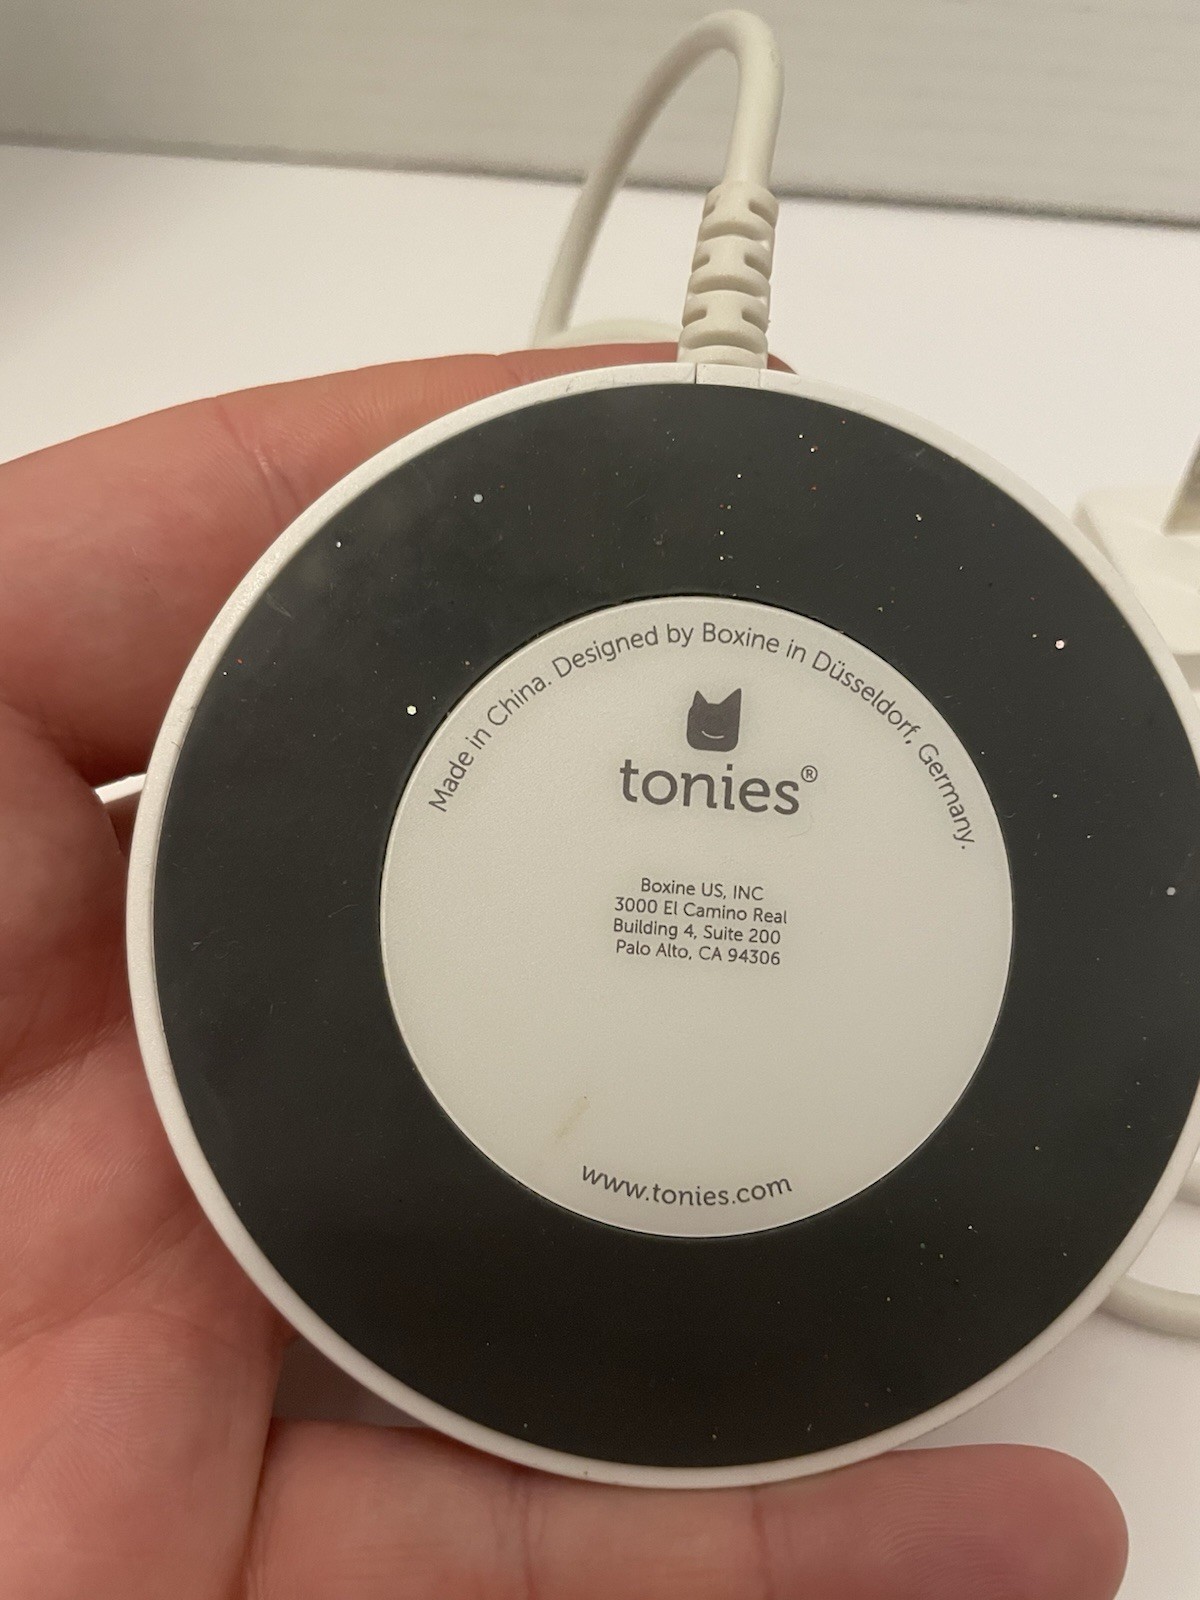 Made in China. Designed by Boxine in Düsseldorf, Germany.
tonies®
Boxine US, INC
3000 El Camino Real
Building 4, Suite 200
Palo Alto, CA 94306
www.tonies.com